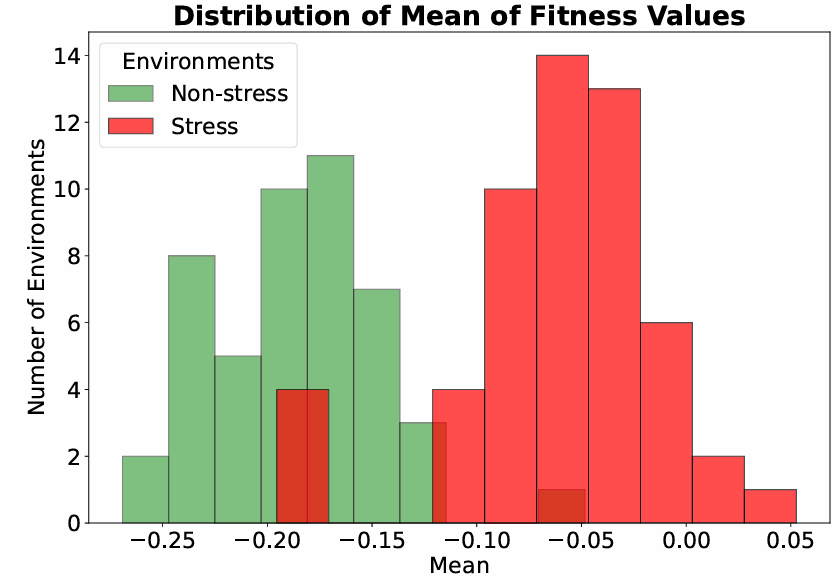 Distribution of Mean of Fitness Values
Environments
Non-stress
Stress
Number of Environments
14
12
10
8
6
4
2
0
−0.25 −0.20 −0.15 −0.10 −0.05 0.00 0.05
Mean